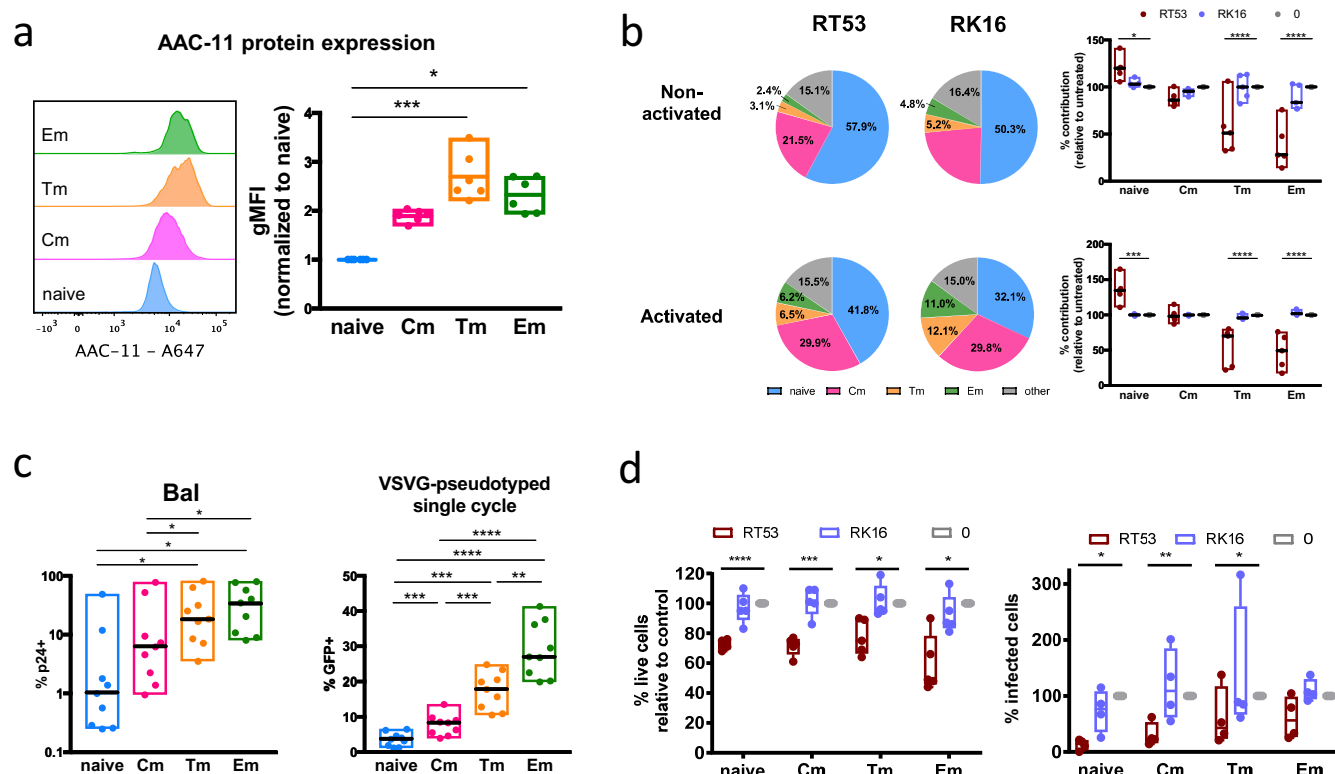 a
AAC-11 protein expression
Em
Tm
Cm
naive
-10³ 0 10³ 10⁴ 10⁵
AAC-11 – A647
gMFI
(normalized to naive)
4
3
2
1
0
***
*
naive Cm Tm Em
b
RT53 RK16
Non-
activated
2.4%
3.1%
15.1%
57.9%
21.5%
4.8%
5.2%
16.4%
50.3%
Activated
15.5%
6.2%
6.5%
41.8%
29.9%
15.0%
11.0%
12.1%
32.1%
29.8%
naive Cm Tm Em other
RT53 RK16 0
% contribution
(relative to untreated)
150
100
50
0
* **** ****
naive Cm Tm Em
% contribution
(relative to untreated)
200
150
100
50
0
*** **** ****
naive Cm Tm Em
c
Bal
*
*
*
*
% p24+
100
10
1
0.1
naive Cm Tm Em
VSVG-pseudotyped
single cycle
****
****
*** **
*** ***
% GFP+
50
40
30
20
10
0
naive Cm Tm Em
d
RT53 RK16 0
**** *** * *
% live cells
relative to control
120
100
80
60
40
20
0
naive Cm Tm Em
RT53 RK16 0
* ** *
% infected cells
300
200
100
0
naive Cm Tm Em